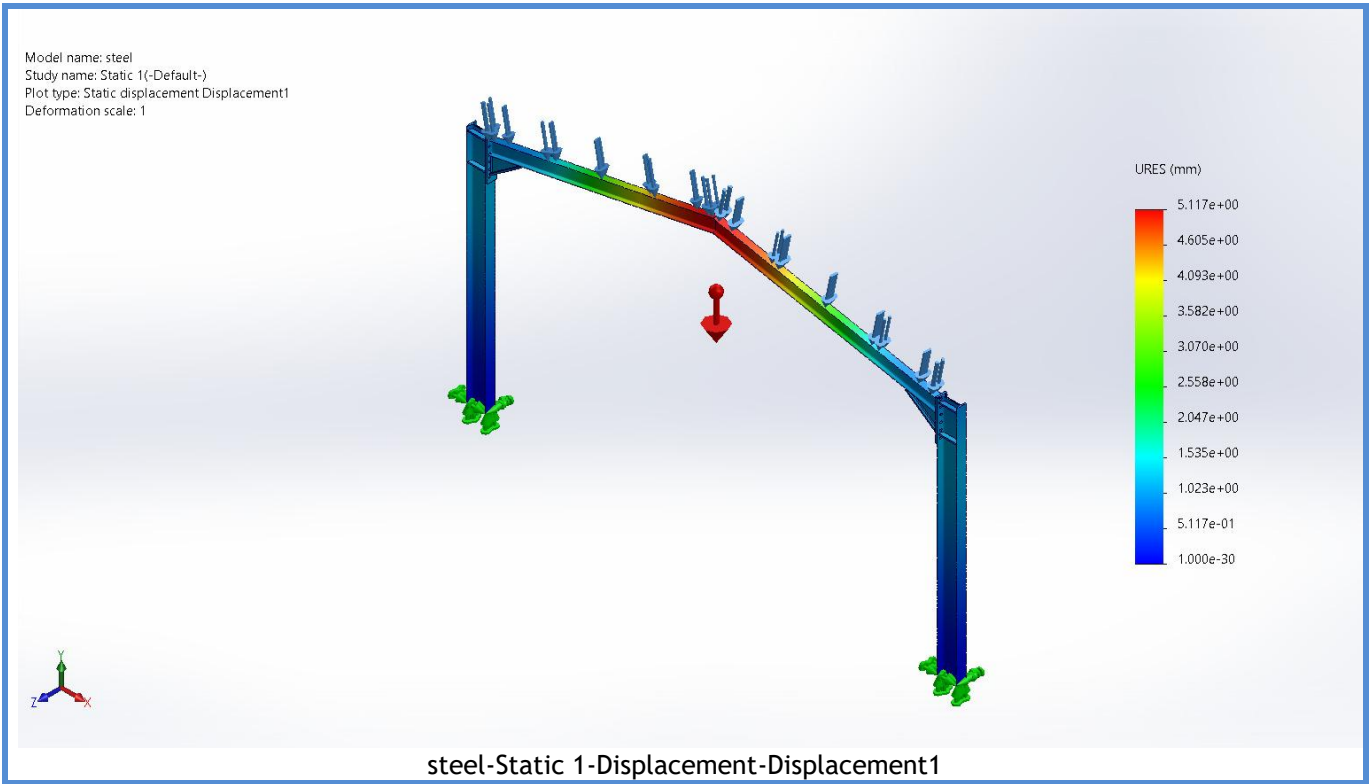 Model name: steel
Study name: Static 1(-Default-)
Plot type: Static displacement Displacement1
Deformation scale: 1
URES (mm)
5.117e+00
4.605e+00
4.093e+00
3.582e+00
3.070e+00
2.558e+00
2.047e+00
1.535e+00
1.023e+00
5.117e-01
1.000e-30
Y
Z
X
steel-Static 1-Displacement-Displacement1